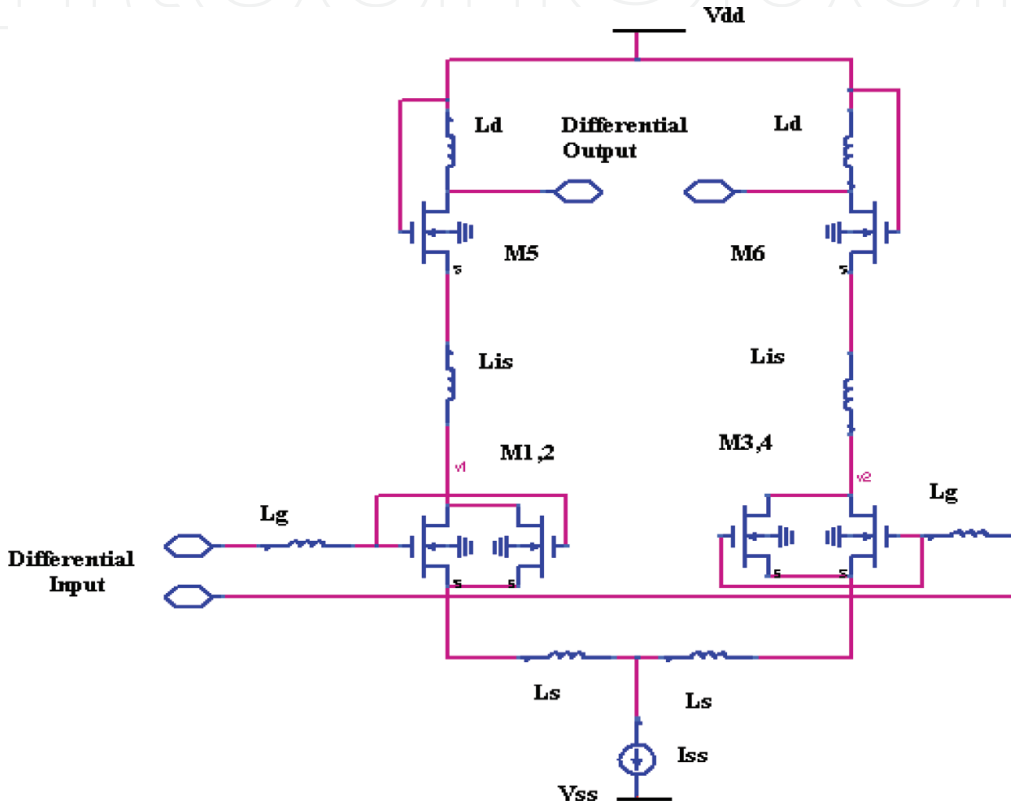 Vdd
Ld
Differential
Output
Ld
M5
M6
s
s
Lis
Lis
M1,2
M3,4
v1
v2
Lg
Lg
Differential
Input
s
s
s
s
Ls
Ls
Iss
Vss